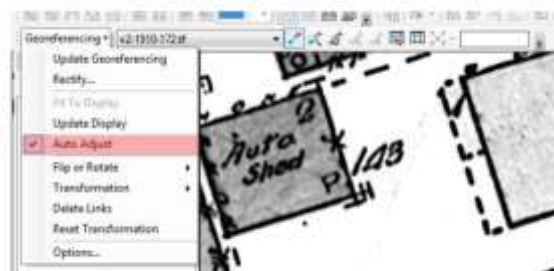 Georeferencing
v2-1910-172.tif
Update Georeferencing
Rectify...
Fit To Display
Update Display
Auto Adjust
Flip or Rotate
Transformation
Delete Links
Reset Transformation
Options...
2
Auto
Shed
P
143